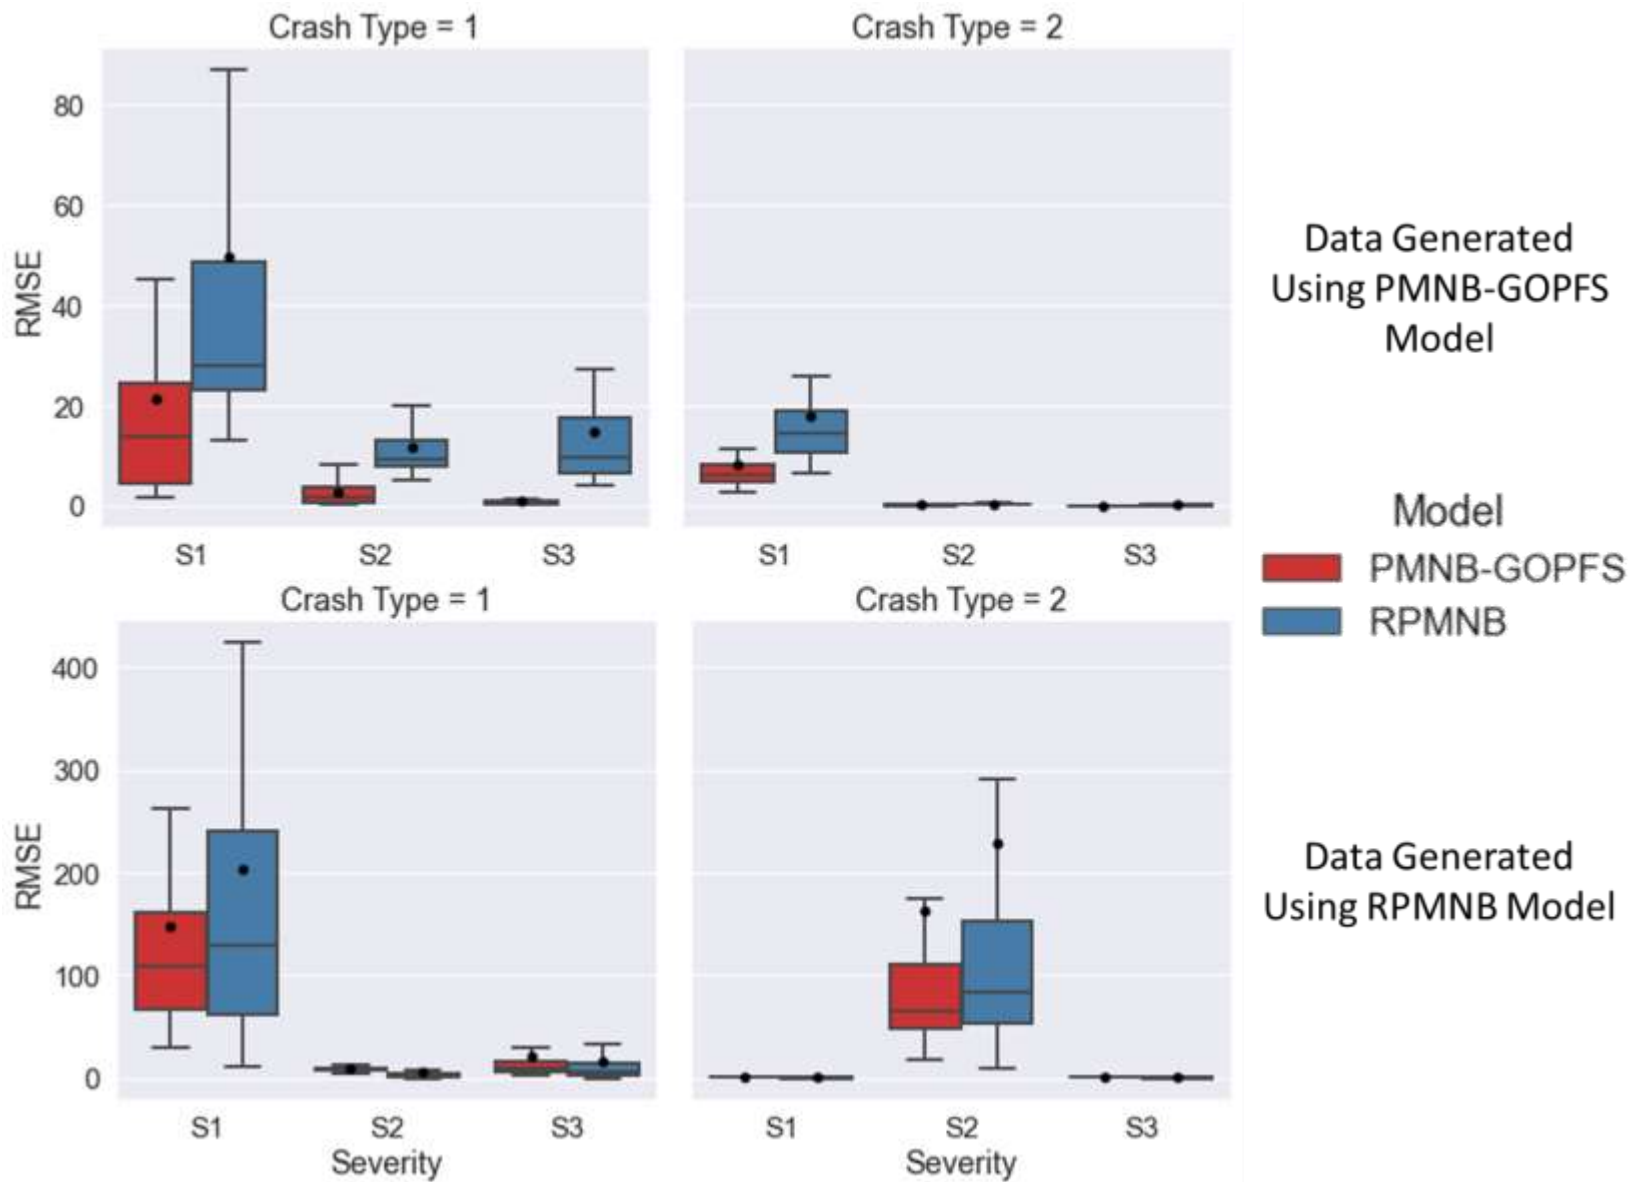 Crash Type = 1
Crash Type = 2
80
60
40
20
0
RMSE
S1
S2
S3
S1
S2
S3
Data Generated
Using PMNB-GOPFS
Model
Model
PMNB-GOPFS
RPMNB
Crash Type = 1
Crash Type = 2
400
300
200
100
0
RMSE
S1
S2
S3
Severity
S1
S2
S3
Severity
Data Generated
Using RPMNB Model